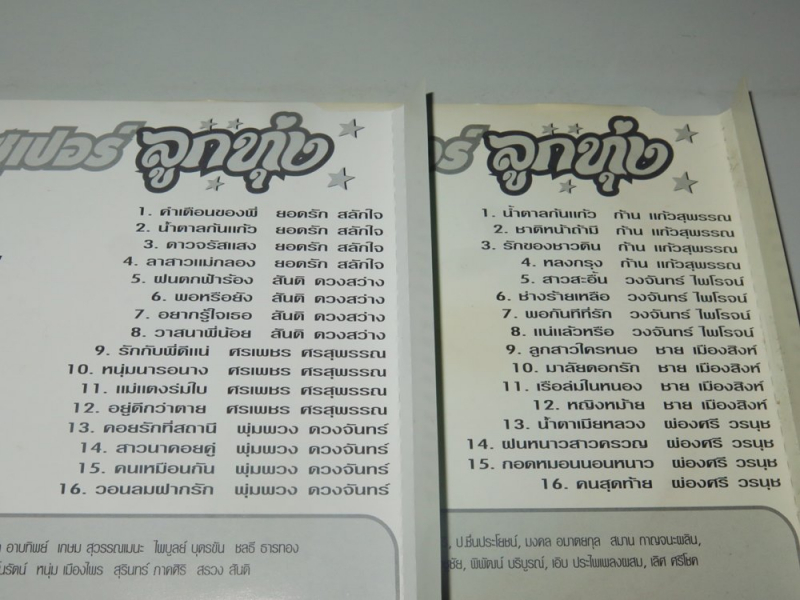 เปอร์ ลูกทุ่ง
1. คำเตือนของพี่ ยอดรัก สลักใจ
2. น้ำตาลก้นแก้ว ยอดรัก สลักใจ
3. ดาวจรัสแสง ยอดรัก สลักใจ
4. ลาสาวแม่กลอง ยอดรัก สลักใจ
5. ฝนตกฟ้าร้อง สันติ ดวงสว่าง
6. พอหรือยัง สันติ ดวงสว่าง
7. อยากรู้ใจเธอ สันติ ดวงสว่าง
8. วาสนาพี่น้อย สันติ ดวงสว่าง
9. รักกับพี่ดีแน่ ศรเพชร ศรสุพรรณ
10. หนุ่มนารอนาง ศรเพชร ศรสุพรรณ
11. แม่แตงร่มใบ ศรเพชร ศรสุพรรณ
12. อยู่ดีกว่าตาย ศรเพชร ศรสุพรรณ
13. คอยรักที่สถานี พุ่มพวง ดวงจันทร์
14. สาวนาคอยคู่ พุ่มพวง ดวงจันทร์
15. คนเหมือนกัน พุ่มพวง ดวงจันทร์
16. วอนลมฝากรัก พุ่มพวง ดวงจันทร์
อาบทิพย์ เกษม สุวรรณเมนะ ไพบูลย์ บุตรขัน ชลธี ธารทอง
รัตน์ หนุ่ม เมืองไพร สุรินทร์ ภาคศิริ สรวง สันติ
อร์ ลูกทุ่ง
1. น้ำตาลก้นแก้ว ก้าน แก้วสุพรรณ
2. ชาติหน้าถ้ามี ก้าน แก้วสุพรรณ
3. รักของชาวดิน ก้าน แก้วสุพรรณ
4. หลงกรุง ก้าน แก้วสุพรรณ
5. สาวสะอื้น วงจันทร์ ไพโรจน์
6. ช่างร้ายเหลือ วงจันทร์ ไพโรจน์
7. พอกันทีที่รัก วงจันทร์ ไพโรจน์
8. แน่แล้วหรือ วงจันทร์ ไพโรจน์
9. ลูกสาวใครหนอ ชาย เมืองสิงห์
10. มาลัยดอกรัก ชาย เมืองสิงห์
11. เรือล่มในหนอง ชาย เมืองสิงห์
12. หญิงหม้าย ชาย เมืองสิงห์
13. น้ำตาเมียหลวง ผ่องศรี วรนุช
14. ฝนหนาวสาวครวญ ผ่องศรี วรนุช
15. กอดหมอนนอนหนาว ผ่องศรี วรนุช
16. คนสุดท้าย ผ่องศรี วรนุช
ป.ชื่นประโยชน์, มงคล อมาตยกุล สมาน กาญจนะผลิน,
ชัย, พิพัฒน์ บริบูรณ์, เอิบ ประไพเพลงผสม, เลิศ ศรีโชค